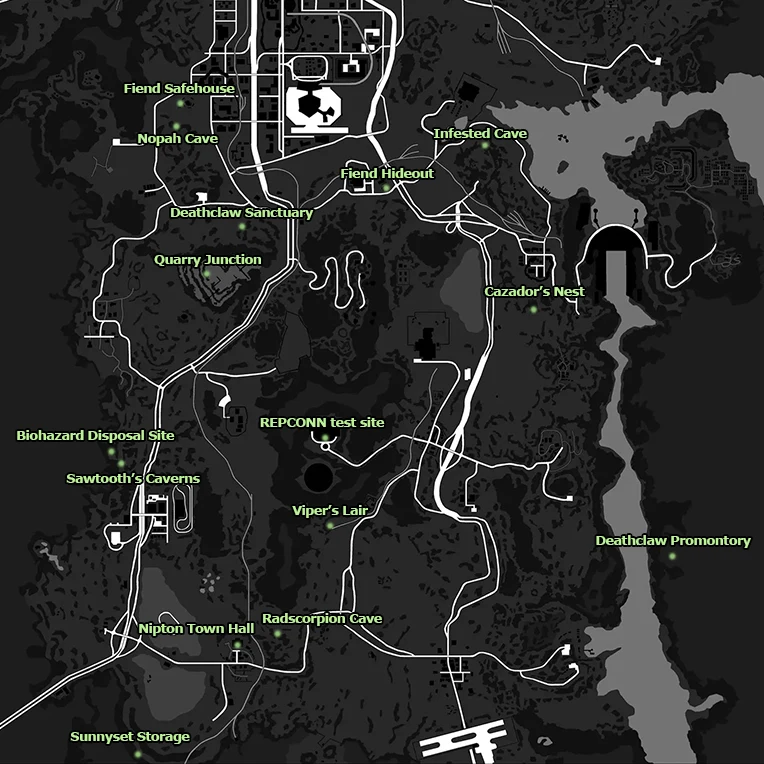 Fiend Safehouse
Nopah Cave
Infested Cave
Fiend Hideout
Deathclaw Sanctuary
Quarry Junction
Cazador's Nest
REPCONN test site
Biohazard Disposal Site
Sawtooth's Caverns
Viper's Lair
Deathclaw Promontory
Radscorpion Cave
Nipton Town Hall
Sunnyset Storage